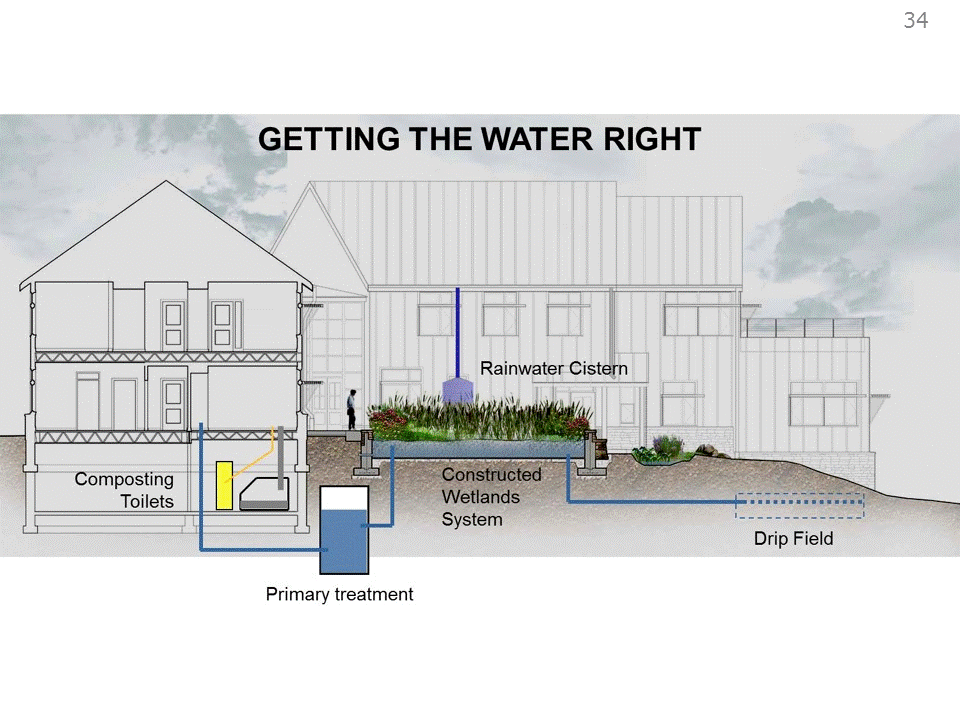 34
GETTING THE WATER RIGHT
Rainwater Cistern
Composting
Toilets
Constructed
Wetlands
System
Drip Field
Primary treatment